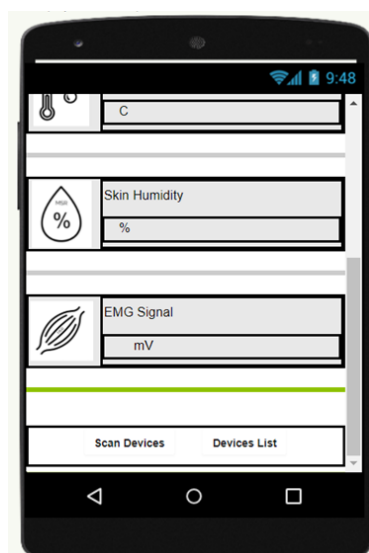 9:48
C
Skin Humidity
%
%
EMG Signal
mV
Scan Devices Devices List